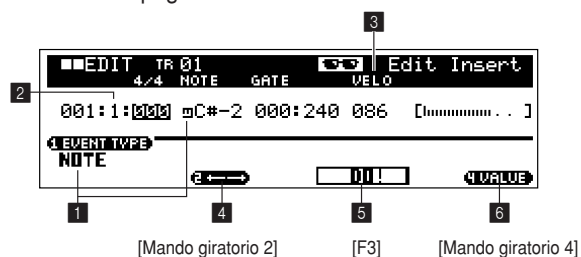 3
EDIT TR 01 Edit Insert
4/4 NOTE GATE VELO
2
001:1:000 C#-2 000:240 086 [ . . ]
1 EVENT TYPE
NOTE
2 ←→ DO! 4 VALUE
1 4 5 6
[Mando giratorio 2] [F3] [Mando giratorio 4]